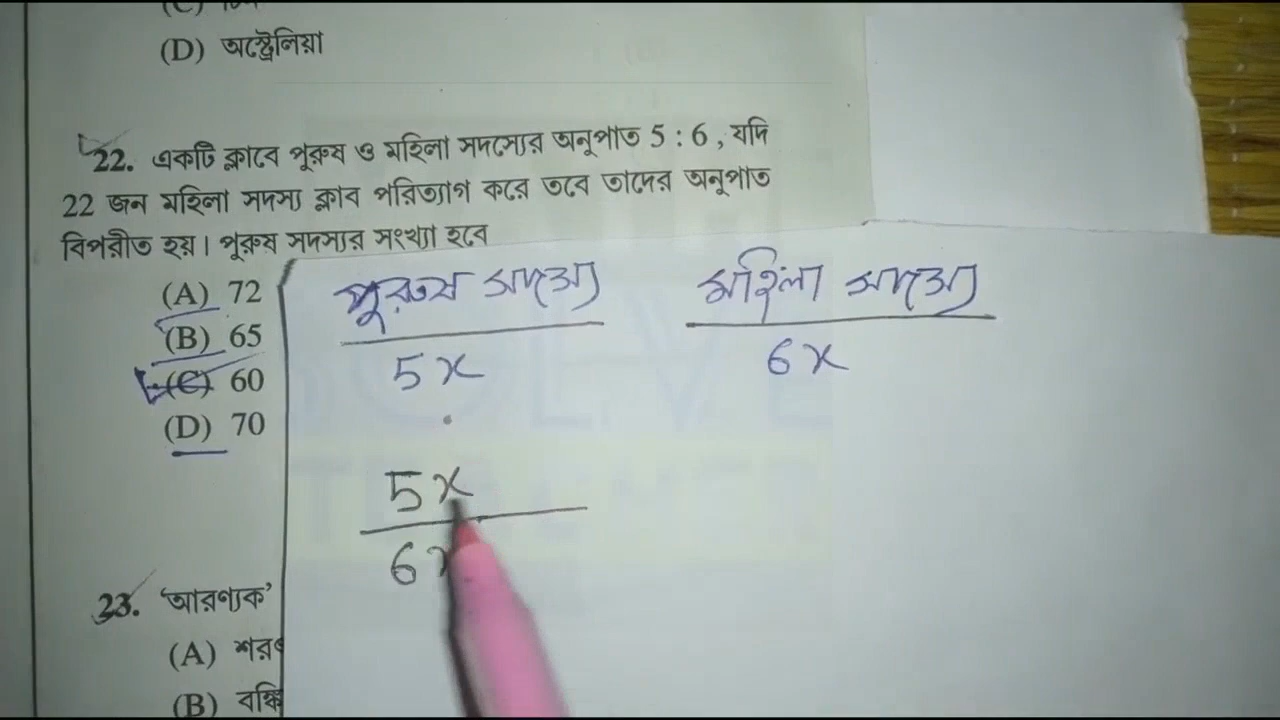 (D) অস্ট্রেলিয়া
22. একটি ক্লাবে পুরুষ ও মহিলা সদস্যের অনুপাত 5 : 6 , যদি
22 জন মহিলা সদস্য ক্লাব পরিত্যাগ করে তবে তাদের অনুপাত
বিপরীত হয়। পুরুষ সদস্যর সংখ্যা হবে
(A) 72
(B) 65
(C) 60
(D) 70
পুরুষ সদস্য মহিলা সদস্য
5x 6x
5x
6x
23. ‘আরণ্যক’
(A)
(B)